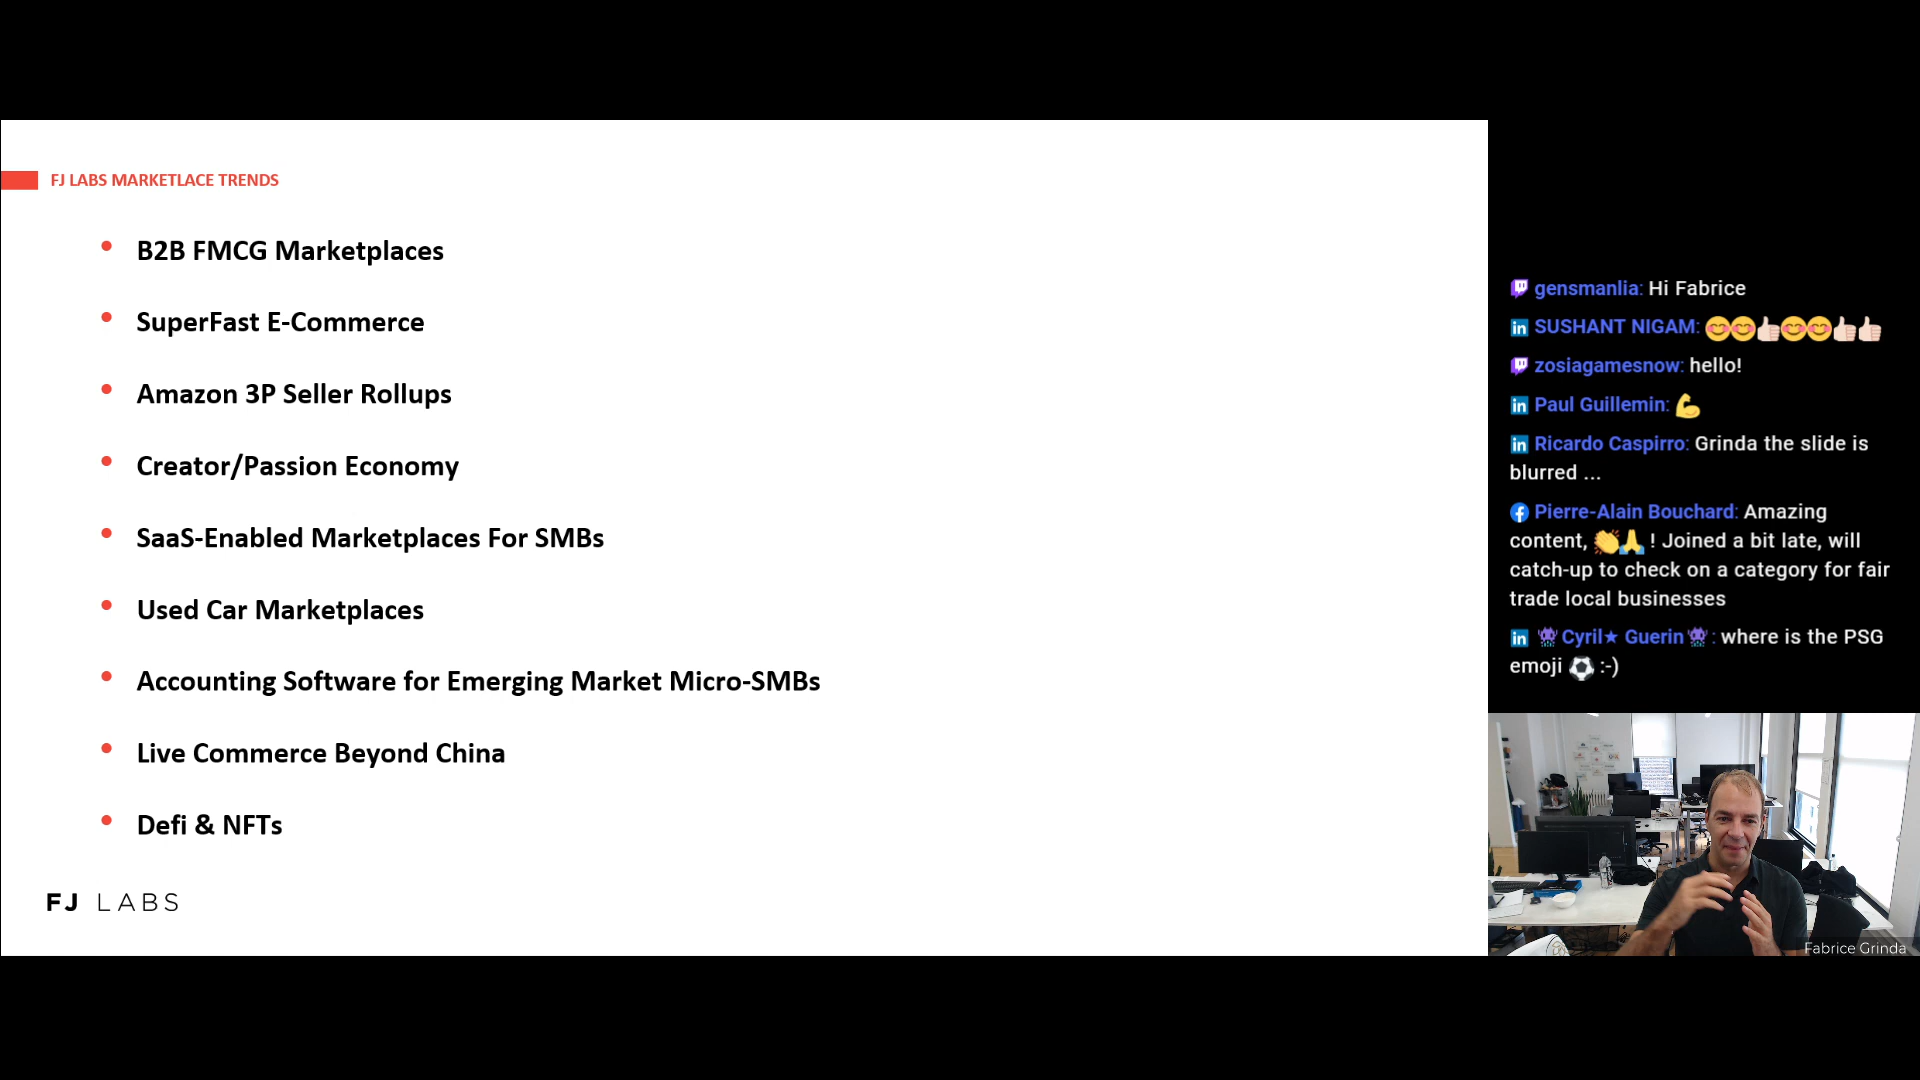 FJ LABS MARKETLACE TRENDS
B2B FMCG Marketplaces
SuperFast E-Commerce
Amazon 3P Seller Rollups
Creator/Passion Economy
SaaS-Enabled Marketplaces For SMBs
Used Car Marketplaces
Accounting Software for Emerging Market Micro-SMBs
Live Commerce Beyond China
Defi & NFTs
FJ LABS
gensmanlia: Hi Fabrice
SUSHANT NIGAM: 😊😊👍🏻😊😊👍🏻👍🏻
zosiagamesnow: hello!
Paul Guillemin: 💪
Ricardo Caspirro: Grinda the slide is
blurred ...
Pierre-Alain Bouchard: Amazing
content, 👏🙏 ! Joined a bit late, will
catch-up to check on a category for fair
trade local businesses
👾Cyril★ Guerin👾: where is the PSG
emoji ⚽ :-)
Fabrice Grinda